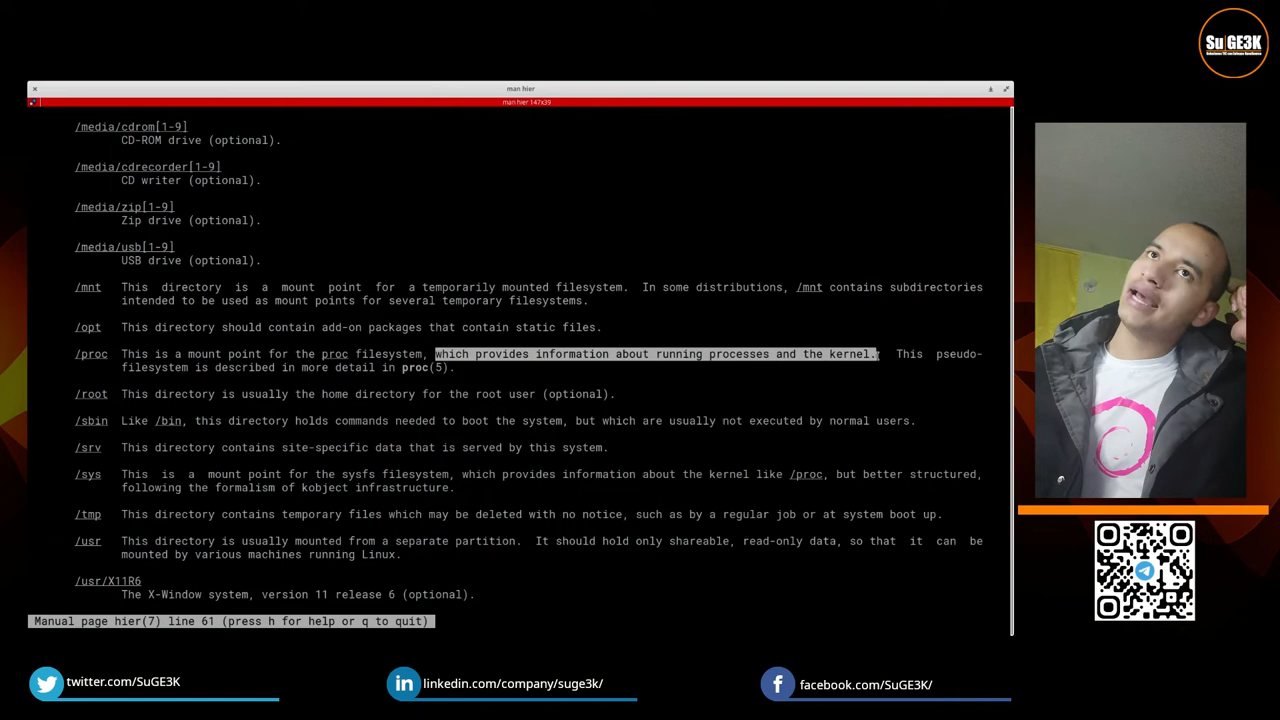 Su GE3K
man hier
man hier 147x39
/media/cdrom[1-9]
CD-ROM drive (optional).
/media/cdrecorder[1-9]
CD writer (optional).
/media/zip[1-9]
Zip drive (optional).
/media/usb[1-9]
USB drive (optional).
/mnt This directory is a mount point for a temporarily mounted filesystem. In some distributions, /mnt contains subdirectories
intended to be used as mount points for several temporary filesystems.
/opt This directory should contain add-on packages that contain static files.
/proc This is a mount point for the proc filesystem, which provides information about running processes and the kernel. This pseudo-
filesystem is described in more detail in proc(5).
/root This directory is usually the home directory for the root user (optional).
/sbin Like /bin, this directory holds commands needed to boot the system, but which are usually not executed by normal users.
/srv This directory contains site-specific data that is served by this system.
/sys This is a mount point for the sysfs filesystem, which provides information about the kernel like /proc, but better structured,
following the formalism of kobject infrastructure.
/tmp This directory contains temporary files which may be deleted with no notice, such as by a regular job or at system boot up.
/usr This directory is usually mounted from a separate partition. It should hold only shareable, read-only data, so that it can be
mounted by various machines running Linux.
/usr/X11R6
The X-Window system, version 11 release 6 (optional).
Manual page hier(7) line 61 (press h for help or q to quit)
twitter.com/SuGE3K
linkedin.com/company/suge3k/
facebook.com/SuGE3K/